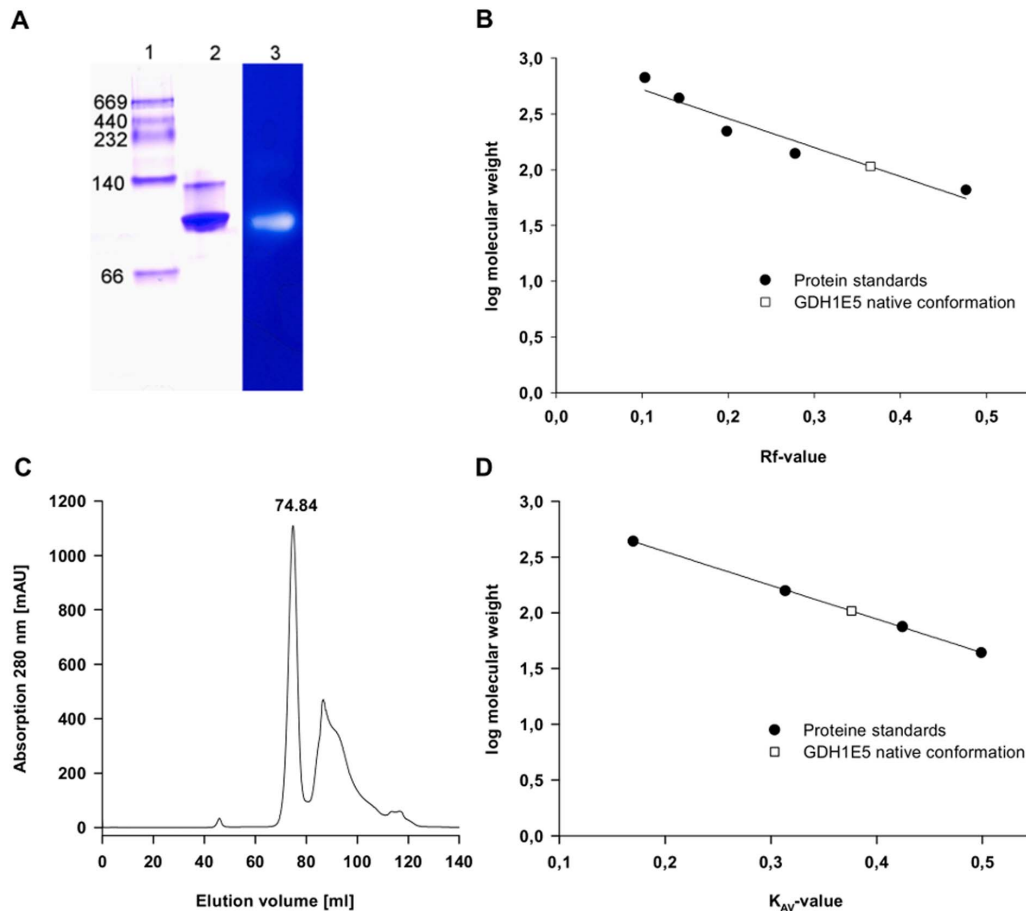 A
1 2 3
669
440
232
140
66
B
log molecular weight
3,0
2,5
2,0
1,5
1,0
0,5
0,0
Protein standards
GDH1E5 native conformation
0,0 0,1 0,2 0,3 0,4 0,5
Rf-value
C
Absorption 280 nm [mAU]
1200
1000
800
600
400
200
0
74.84
0 20 40 60 80 100 120 140
Elution volume [ml]
D
log molecular weight
3,0
2,5
2,0
1,5
1,0
0,5
0,0
Proteine standards
GDH1E5 native conformation
0,1 0,2 0,3 0,4 0,5
KAV-value